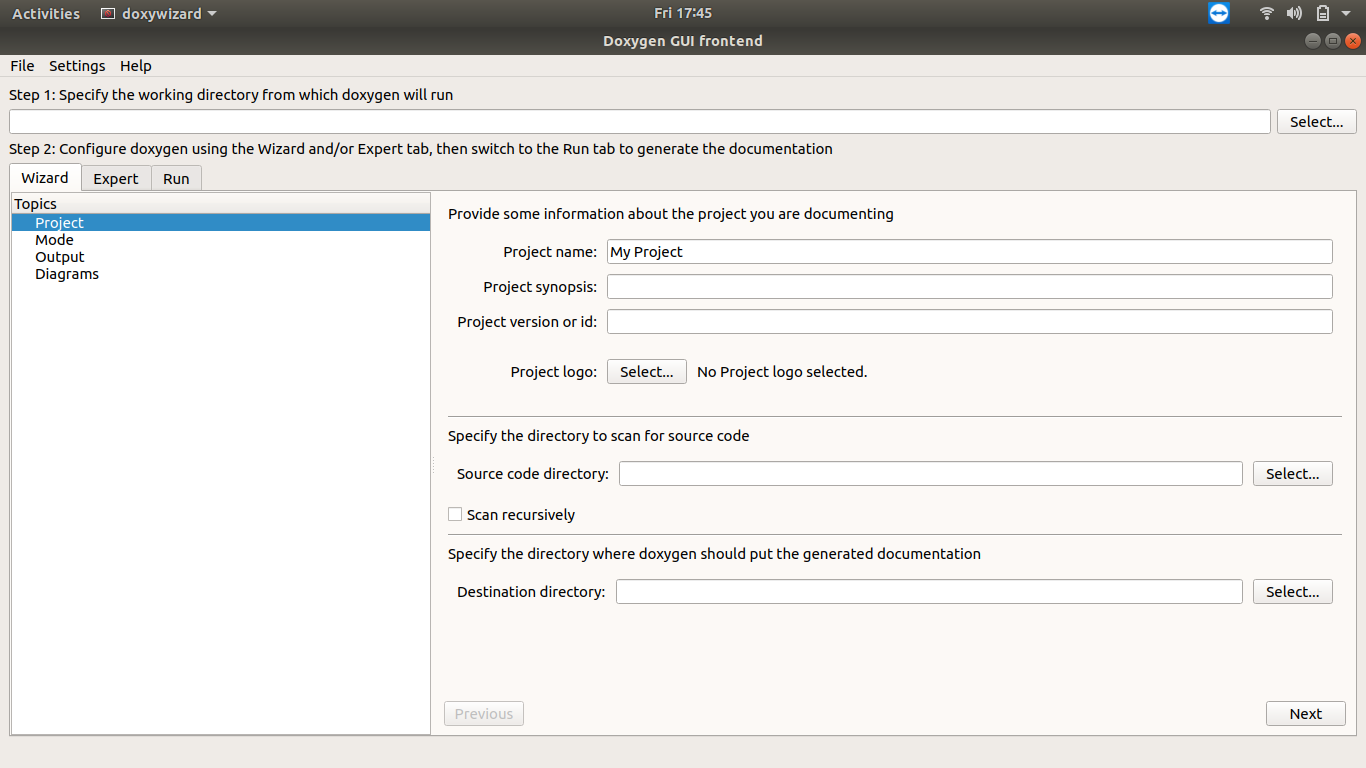 Activities doxywizard Fri 17:45
Doxygen GUI frontend
File Settings Help
Step 1: Specify the working directory from which doxygen will run
Select...
Step 2: Configure doxygen using the Wizard and/or Expert tab, then switch to the Run tab to generate the documentation
Wizard Expert Run
Topics
Project
Mode
Output
Diagrams
Provide some information about the project you are documenting
Project name: My Project
Project synopsis:
Project version or id:
Project logo: Select... No Project logo selected.
Specify the directory to scan for source code
Source code directory: Select...
Scan recursively
Specify the directory where doxygen should put the generated documentation
Destination directory: Select...
Previous Next